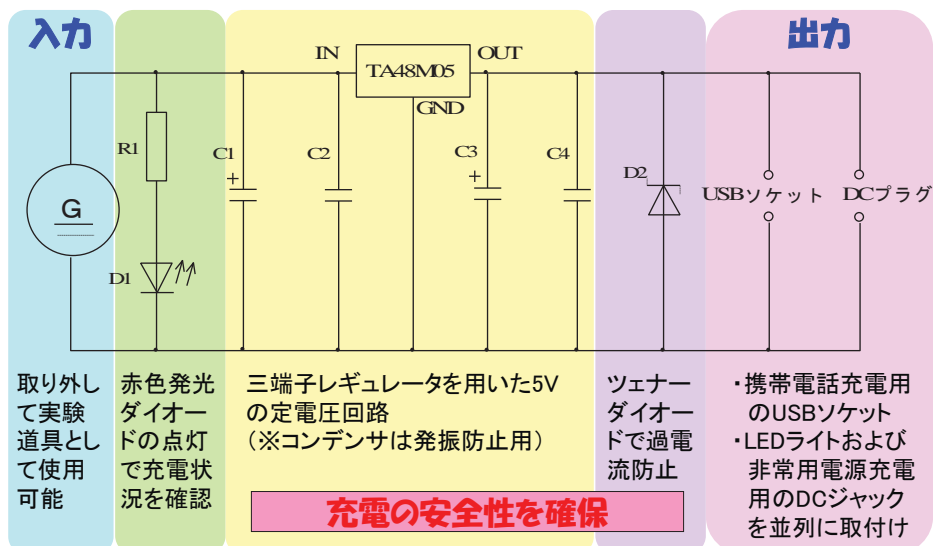 入力
出力
IN
TA48M05
OUT
GND
R1
C1
+
C2
C3
+
C4
D2
USBソケット
DCプラグ
G
D1
取り外し
て実験
道具とし
て使用
可能
赤色発光
ダイオー
ドの点灯
で充電状
況を確認
三端子レギュレータを用いた5V
の定電圧回路
(※コンデンサは発振防止用)
充電の安全性を確保
ツェナー
ダイオー
ドで過電
流防止
・携帯電話充電用
のUSBソケット
・LEDライトおよび
非常用電源充電
用のDCジャック
を並列に取付け